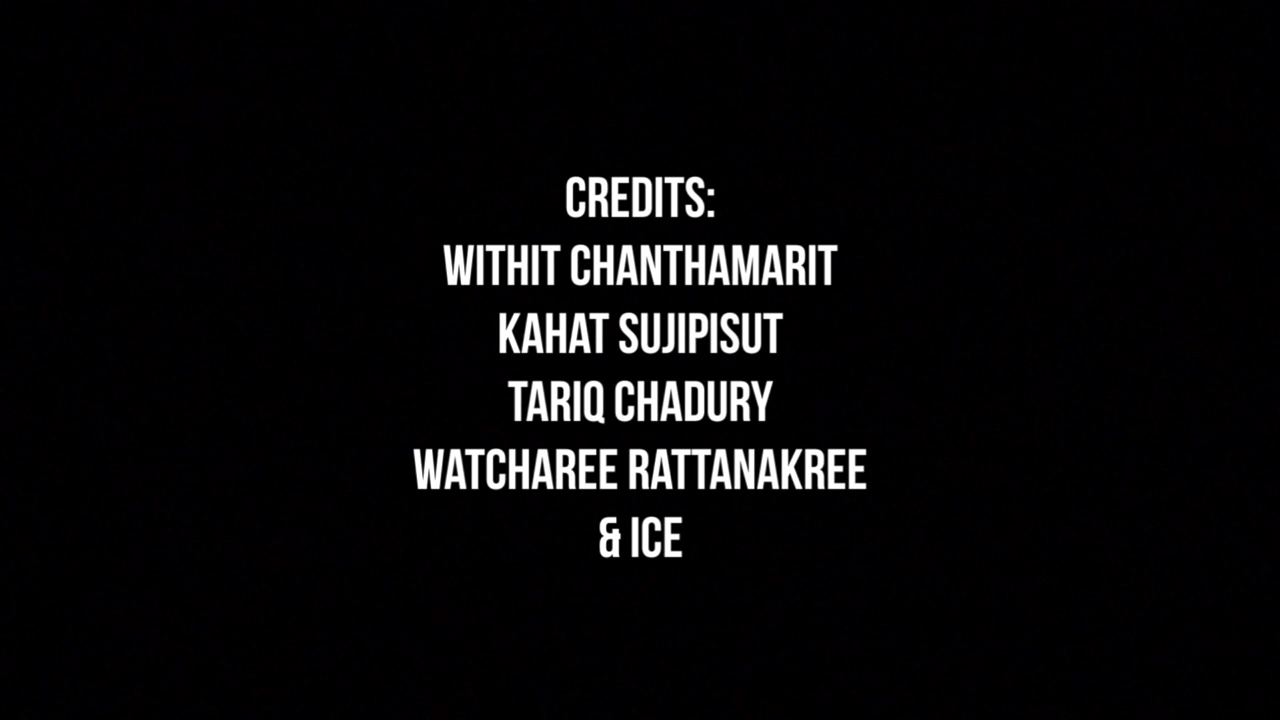 CREDITS:
WITHIT CHANTHAMARIT
KAHAT SUJIPISUT
TARIQ CHADURY
WATCHAREE RATTANAKREE
& ICE